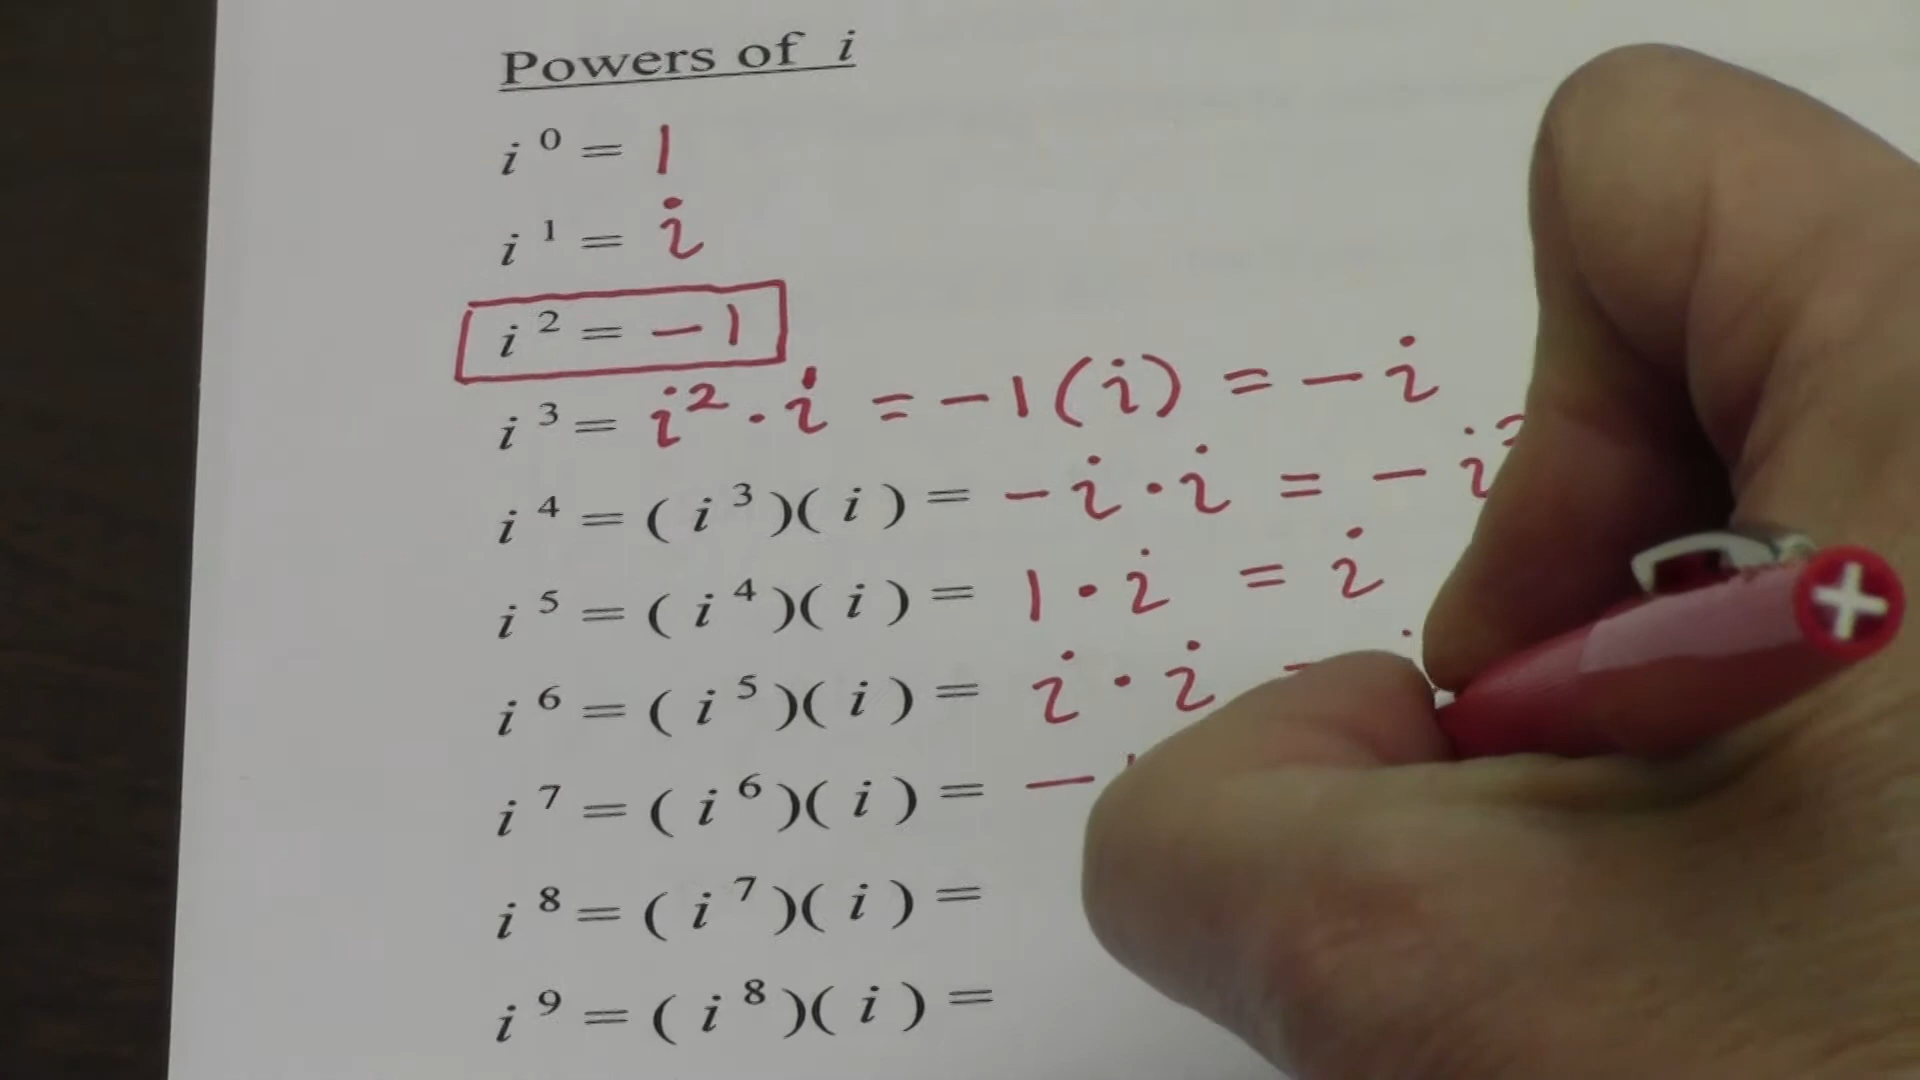 Powers of i
i⁰ = 1
i¹ = i
i² = -1
i³ = i² · i = -1(i) = -i
i⁴ = (i³)(i) = -i · i = -i
i⁵ = (i⁴)(i) = 1 · i = i
i⁶ = (i⁵)(i) = i · i
i⁷ = (i⁶)(i) = -
i⁸ = (i⁷)(i) =
i⁹ = (i⁸)(i) =